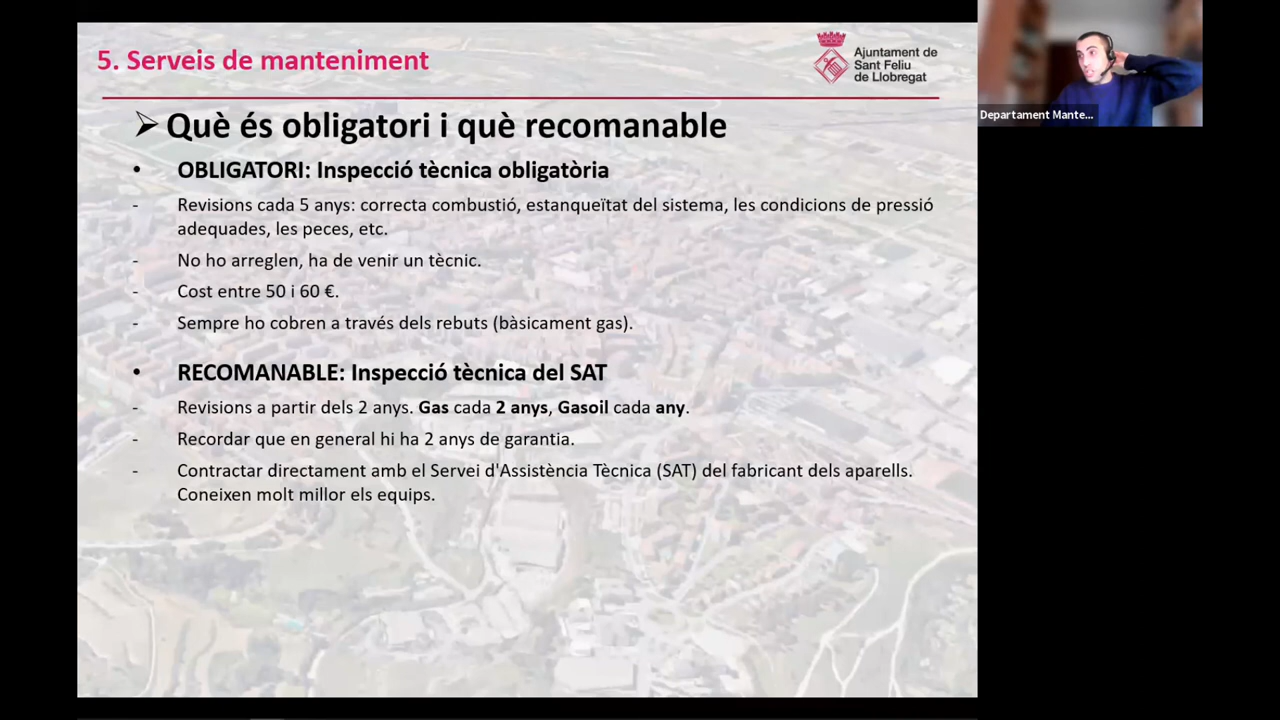 5. Serveis de manteniment
Ajuntament de
Sant Feliu
de Llobregat
Departament Mante...
➢ Què és obligatori i què recomanable
• OBLIGATORI: Inspecció tècnica obligatòria
- Revisions cada 5 anys: correcta combustió, estanqueïtat del sistema, les condicions de pressió
adequades, les peces, etc.
- No ho arreglen, ha de venir un tècnic.
- Cost entre 50 i 60 €.
- Sempre ho cobren a través dels rebuts (bàsicament gas).
• RECOMANABLE: Inspecció tècnica del SAT
- Revisions a partir dels 2 anys. Gas cada 2 anys, Gasoil cada any.
- Recordar que en general hi ha 2 anys de garantia.
- Contractar directament amb el Servei d'Assistència Tècnica (SAT) del fabricant dels aparells.
Coneixen molt millor els equips.